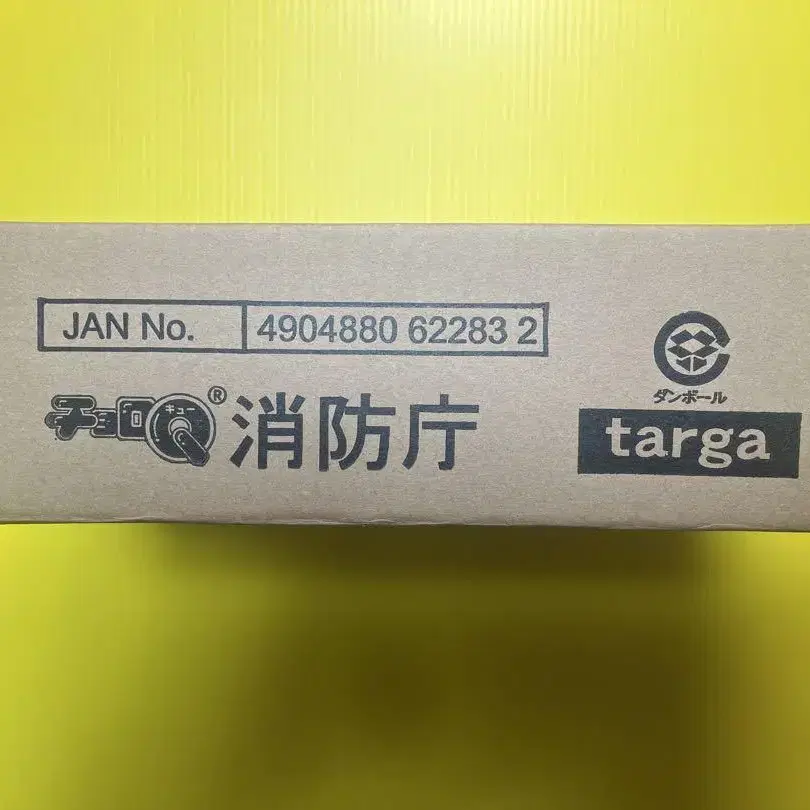 JAN No. 4904880 62283 2
チョロQ キュー ® 消防庁
ダンボール
targa